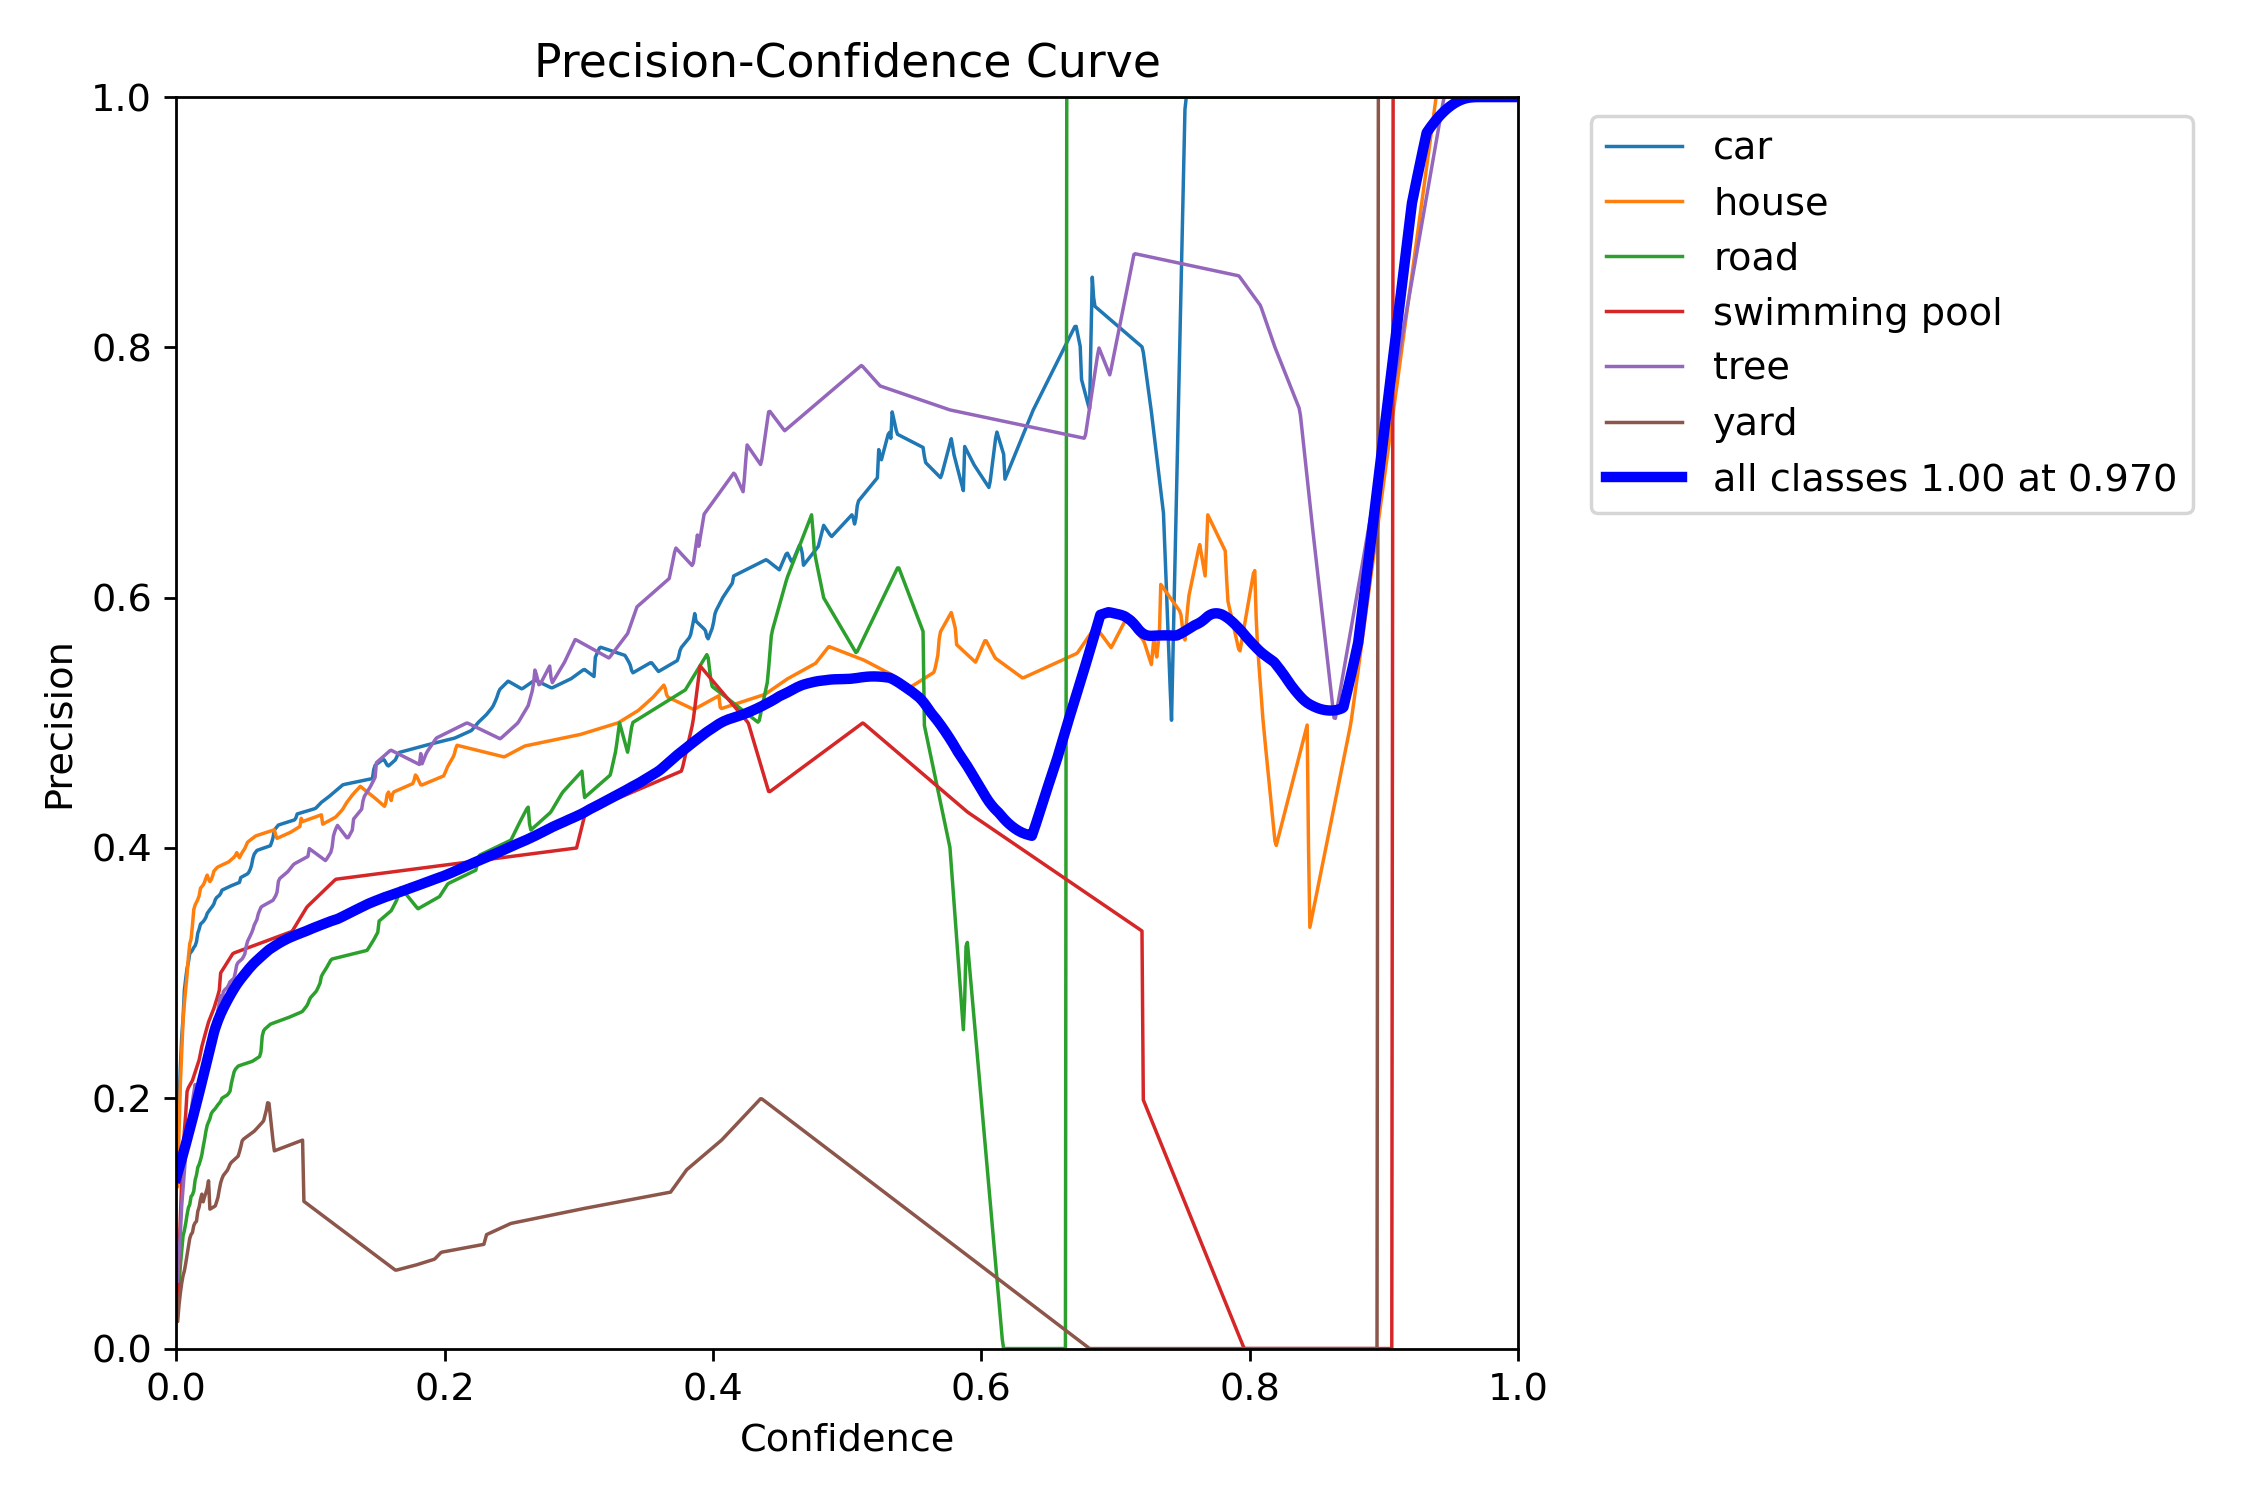 Precision-Confidence Curve
1.0
0.8
0.6
0.4
0.2
0.0
Precision
0.0 0.2 0.4 0.6 0.8 1.0
Confidence
car
house
road
swimming pool
tree
yard
all classes 1.00 at 0.970